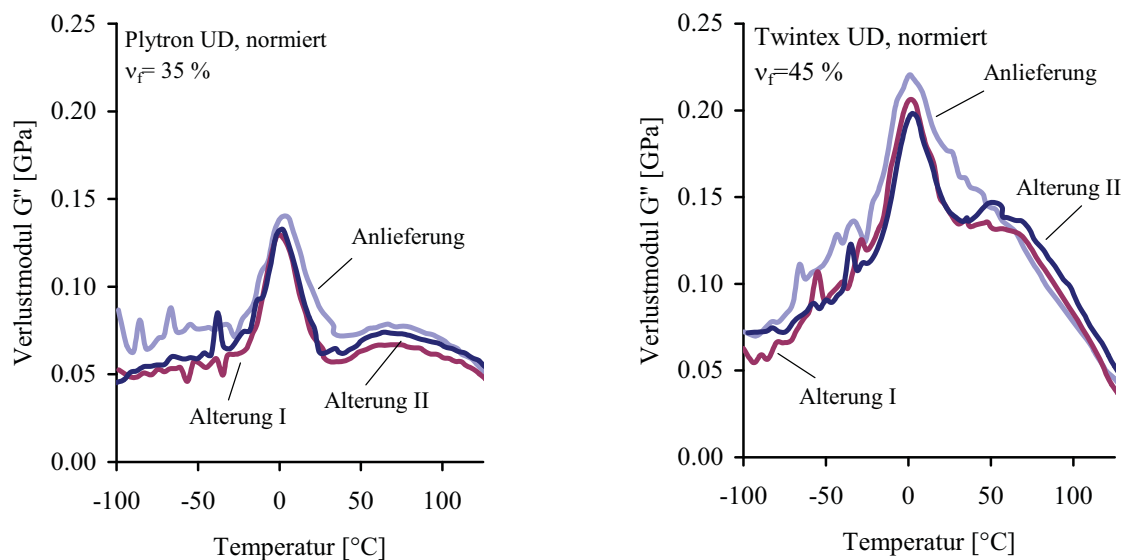 Verlustmodul G'' [GPa]
0.25
0.20
0.15
0.10
0.05
0.00
Plytron UD, normiert
νf= 35 %
Anlieferung
Alterung I
Alterung II
-100 -50 0 50 100
Temperatur [°C]
Verlustmodul G'' [GPa]
0.25
0.20
0.15
0.10
0.05
0.00
Twintex UD, normiert
νf=45 %
Anlieferung
Alterung II
Alterung I
-100 -50 0 50 100
Temperatur [°C]